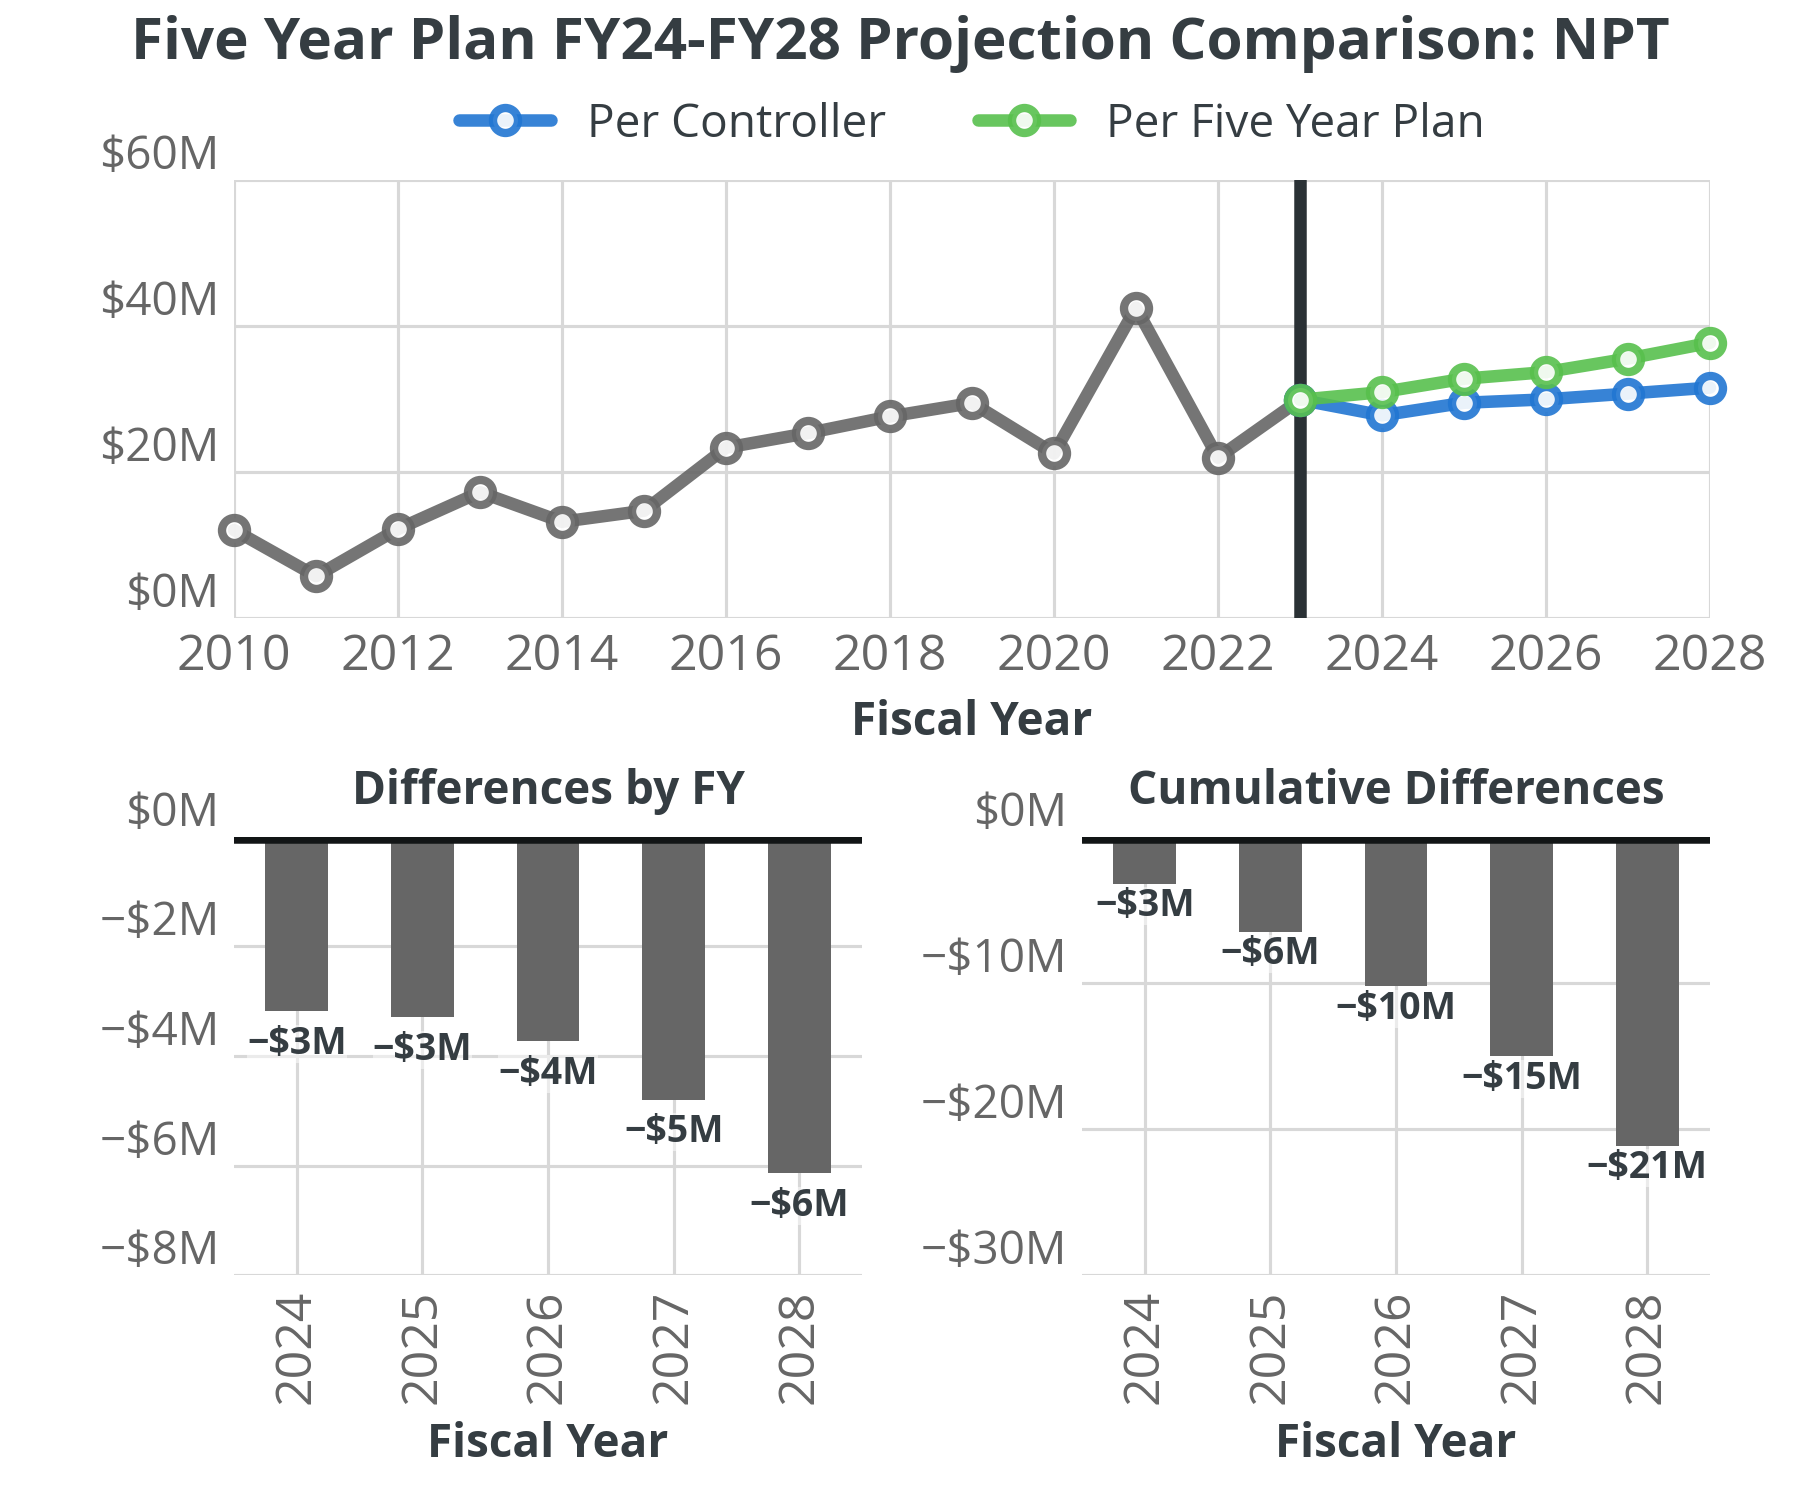 Five Year Plan FY24-FY28 Projection Comparison: NPT
Per Controller
Per Five Year Plan
$60M
$40M
$20M
$0M
2010 2012 2014 2016 2018 2020 2022 2024 2026 2028
Fiscal Year
Differences by FY
$0M
−$2M
−$4M
−$6M
−$8M
−$3M
−$3M
−$4M
−$5M
−$6M
2024 2025 2026 2027 2028
Fiscal Year
Cumulative Differences
$0M
−$10M
−$20M
−$30M
−$3M
−$6M
−$10M
−$15M
−$21M
2024 2025 2026 2027 2028
Fiscal Year